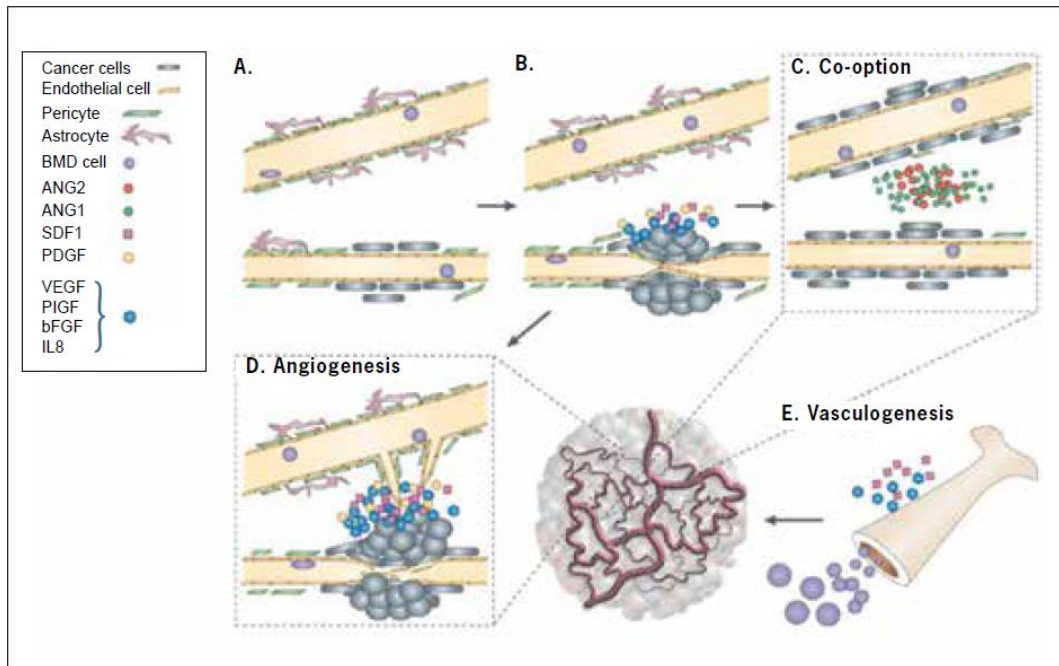 Cancer cells
Endothelial cell
Pericyte
Astrocyte
BMD cell
ANG2
ANG1
SDF1
PDGF
VEGF
PIGF
bFGF
IL8
A.
B.
C. Co-option
D. Angiogenesis
E. Vasculogenesis